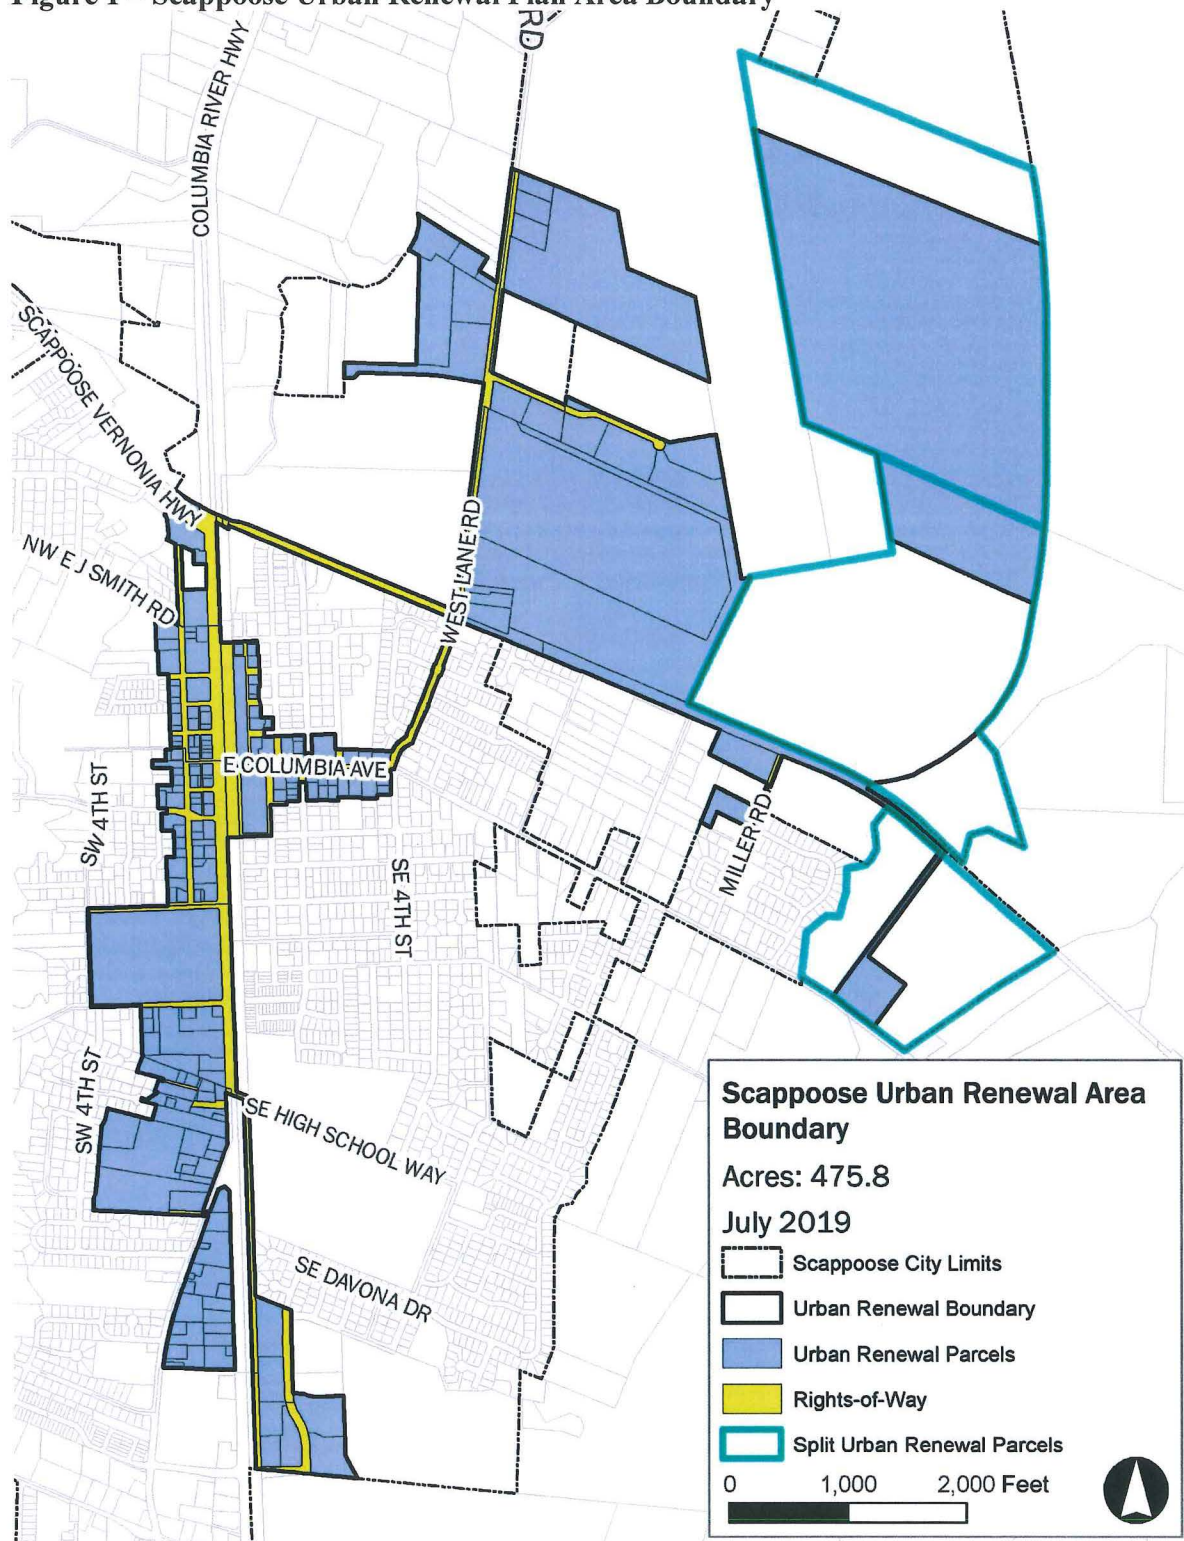 Figure 1 – Scappoose Urban Renewal Plan Area Boundary
RD
COLUMBIA RIVER HWY
SCAPPOOSE VERNONIA HWY
NW E J SMITH RD
WEST LANE RD
E COLUMBIA AVE
SW 4TH ST
SE 4TH ST
MILLER RD
SW 4TH ST
SE HIGH SCHOOL WAY
SE DAVONA DR
Scappoose Urban Renewal Area
Boundary
Acres: 475.8
July 2019
Scappoose City Limits
Urban Renewal Boundary
Urban Renewal Parcels
Rights-of-Way
Split Urban Renewal Parcels
0 1,000 2,000 Feet